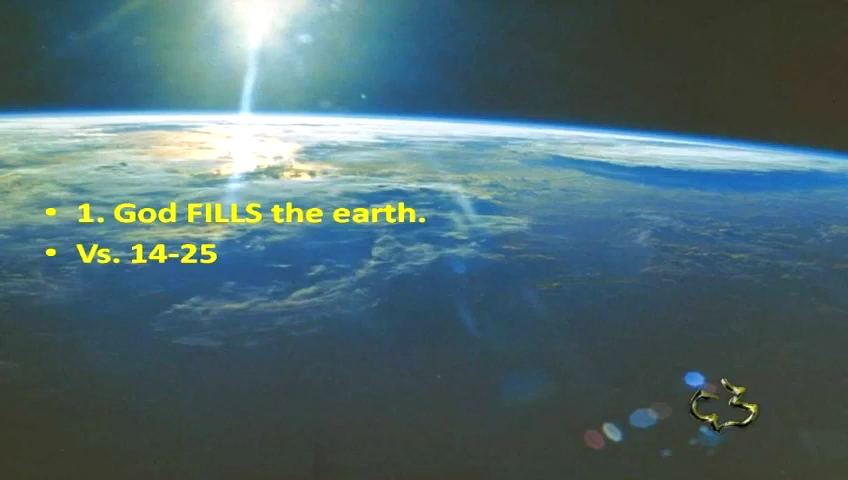 • 1. God FILLS the earth.
• Vs. 14-25